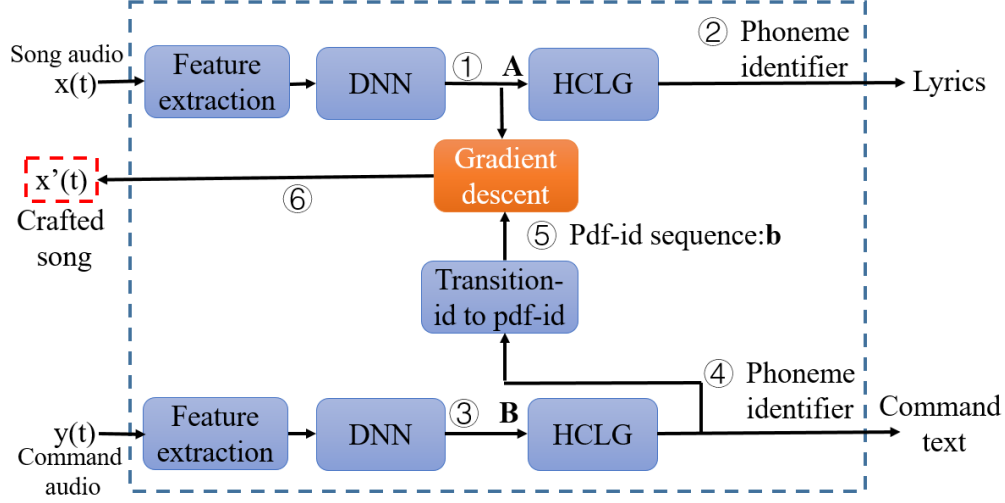 Song audio
x(t)
Feature
extraction
DNN
①
A
HCLG
② Phoneme
identifier
Lyrics
Gradient
descent
x’(t)
Crafted
song
⑥
⑤ Pdf-id sequence:b
Transition-
id to pdf-id
④ Phoneme
identifier
y(t)
Command
audio
Feature
extraction
DNN
③
B
HCLG
Command
text